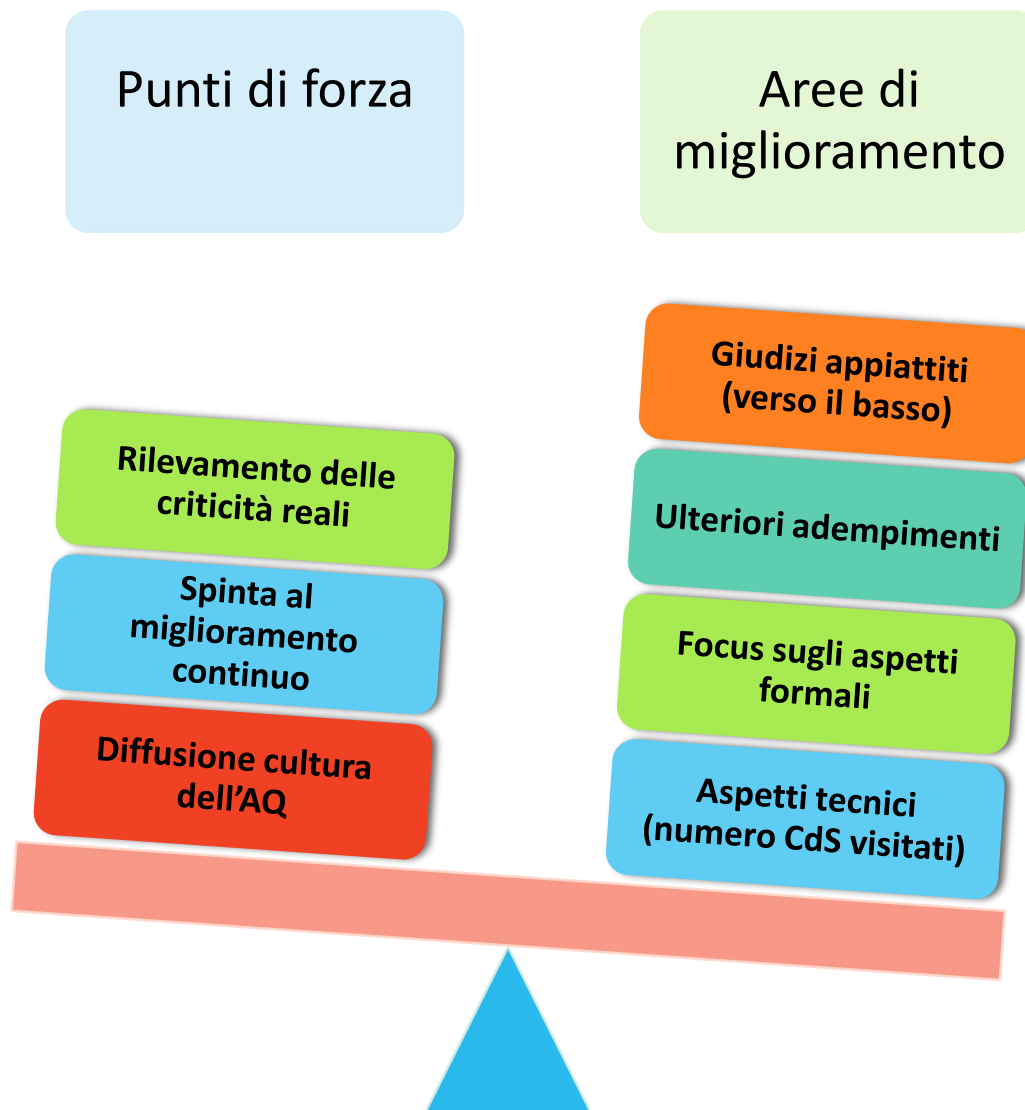 Punti di forza
Aree di
miglioramento
Rilevamento delle
criticità reali
Spinta al
miglioramento
continuo
Diffusione cultura
dell’AQ
Giudizi appiattiti
(verso il basso)
Ulteriori adempimenti
Focus sugli aspetti
formali
Aspetti tecnici
(numero CdS visitati)